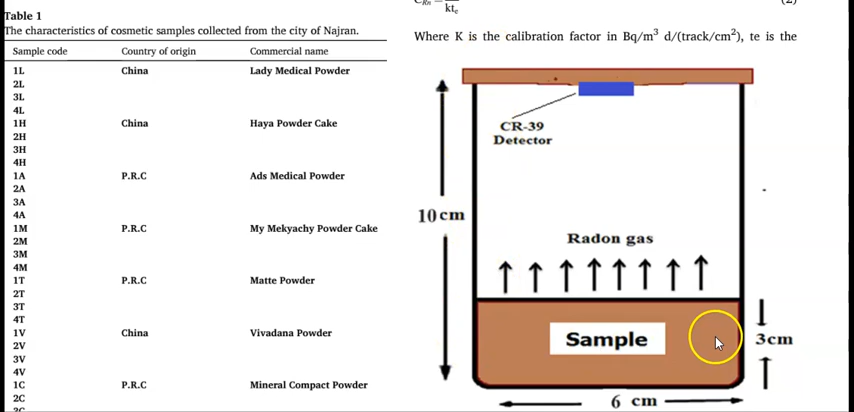 Table 1
The characteristics of cosmetic samples collected from the city of Najran.
Sample code Country of origin Commercial name
1L China Lady Medical Powder
2L
3L
4L
1H China Haya Powder Cake
2H
3H
4H
1A P.R.C Ads Medical Powder
2A
3A
4A
1M P.R.C My Mekyachy Powder Cake
2M
3M
4M
1T P.R.C Matte Powder
2T
3T
4T
1V China Vivadana Powder
2V
3V
4V
1C P.R.C Mineral Compact Powder
2C
kte
Where K is the calibration factor in Bq/m³ d/(track/cm²), te is the
CR-39
Detector
10cm
Radon gas
Sample
3cm
6 cm